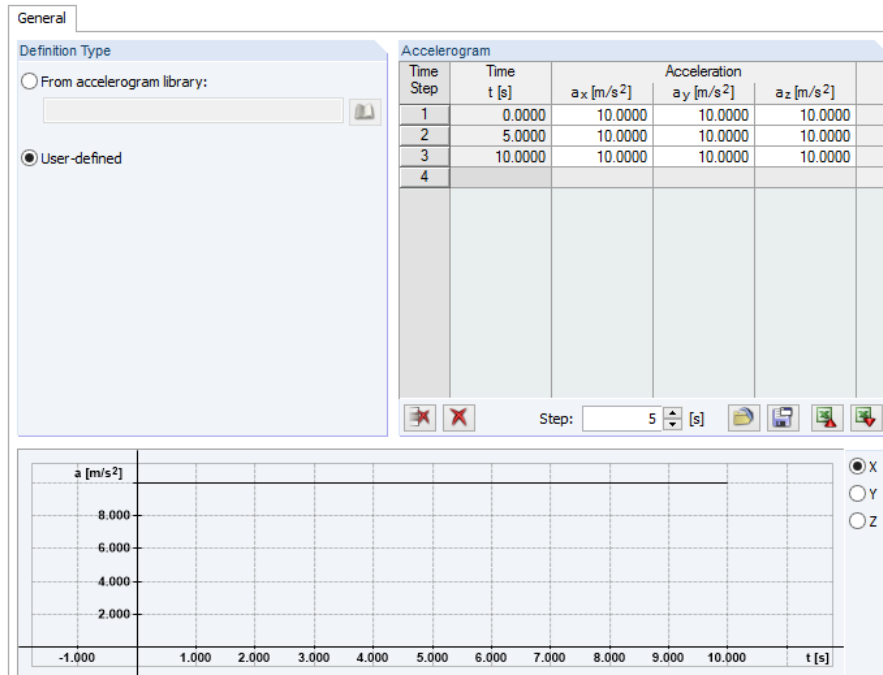 General
Definition Type
From accelerogram library:
User-defined
Accelerogram
Time Time Acceleration
Step t [s] ax [m/s²] ay [m/s²] az [m/s²]
1 0.0000 10.0000 10.0000 10.0000
2 5.0000 10.0000 10.0000 10.0000
3 10.0000 10.0000 10.0000 10.0000
4
Step: 5 [s]
a [m/s²]
8.000
6.000
4.000
2.000
-1.000 1.000 2.000 3.000 4.000 5.000 6.000 7.000 8.000 9.000 10.000 t [s]
X
Y
Z